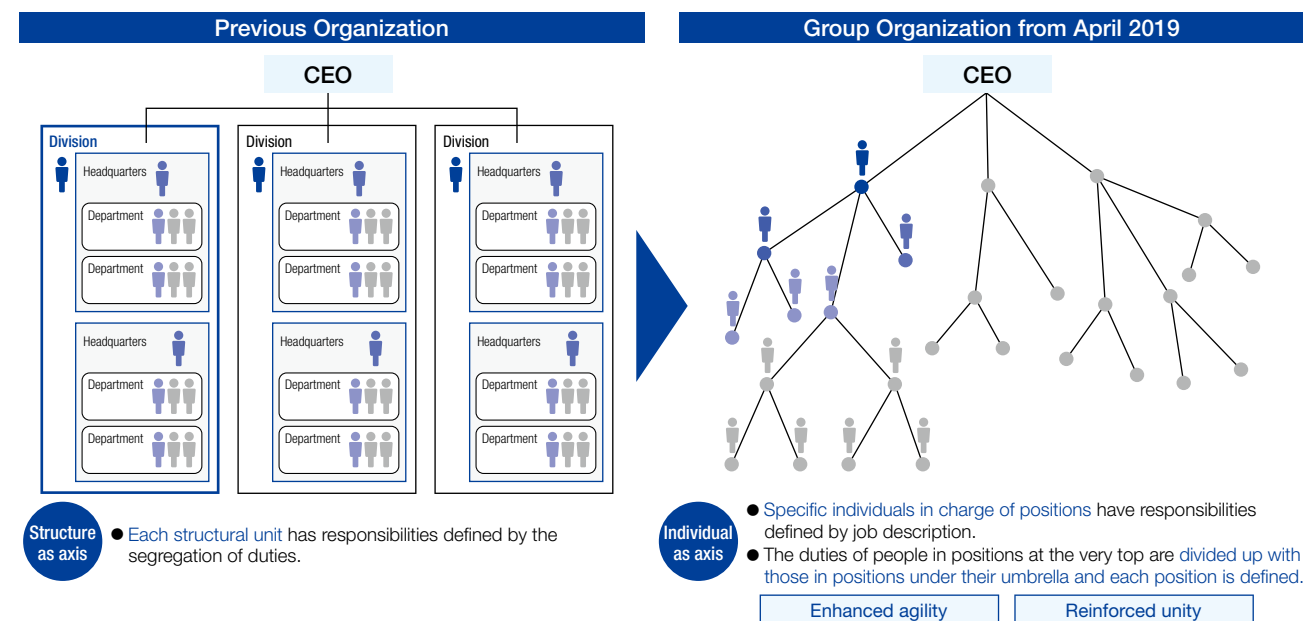 Previous Organization
CEO
Division
Headquarters
Department
Department
Headquarters
Department
Department
Division
Headquarters
Department
Department
Headquarters
Department
Department
Division
Headquarters
Department
Department
Headquarters
Department
Department
Structure
as axis
● Each structural unit has responsibilities defined by the
segregation of duties.
Group Organization from April 2019
CEO
Individual
as axis
● Specific individuals in charge of positions have responsibilities
defined by job description.
● The duties of people in positions at the very top are divided up with
those in positions under their umbrella and each position is defined.
Enhanced agility
Reinforced unity